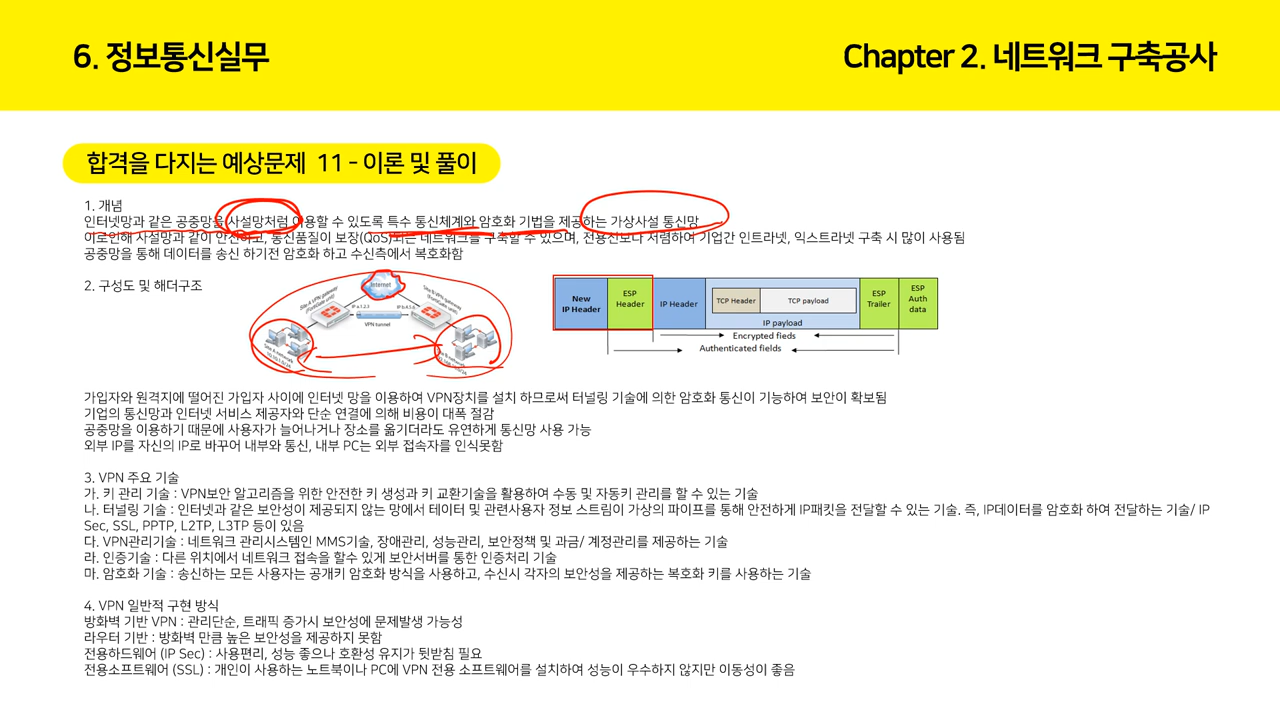 6. 정보통신실무
Chapter 2. 네트워크 구축공사
합격을 다지는 예상문제 11 - 이론 및 풀이
1. 개념
인터넷망과 같은 공중망을 사설망처럼 이용할 수 있도록 특수 통신체계와 암호화 기법을 제공하는 가상사설 통신망
이로인해 사설망과 같이 안전하고, 통신품질이 보장(QoS)되는 네트워크를 구축할 수 있으며, 전용선보다 저렴하여 기업간 인트라넷, 익스트라넷 구축 시 많이 사용됨
공중망을 통해 데이터를 송신 하기전 암호화 하고 수신측에서 복호화함
2. 구성도 및 해더구조
Internet
Site A VPN gateway
(FortiGate unit)
VPN tunnel
New
IP Header
ESP
Header
IP Header
TCP Header
TCP payload
IP payload
ESP
Trailer
ESP
Auth
data
Encrypted fieds
Authenticated fields
가입자와 원격지에 떨어진 가입자 사이에 인터넷 망을 이용하여 VPN장치를 설치 하므로써 터널링 기술에 의한 암호화 통신이 기능하여 보안이 확보됨
기업의 통신망과 인터넷 서비스 제공자와 단순 연결에 의해 비용이 대폭 절감
공중망을 이용하기 때문에 사용자가 늘어나거나 장소를 옮기더라도 유연하게 통신망 사용 가능
외부 IP를 자신의 IP로 바꾸어 내부와 통신, 내부 PC는 외부 접속자를 인식못함
3. VPN 주요 기술
가. 키 관리 기술 : VPN보안 알고리즘을 위한 안전한 키 생성과 키 교환기술을 활용하여 수동 및 자동키 관리를 할 수 있는 기술
나. 터널링 기술 : 인터넷과 같은 보안성이 제공되지 않는 망에서 테이터 및 관련사용자 정보 스트림이 가상의 파이프를 통해 안전하게 IP패킷을 전달할 수 있는 기술. 즉, IP데이터를 암호화 하여 전달하는 기술/ IP
Sec, SSL, PPTP, L2TP, L3TP 등이 있음
다. VPN관리기술 : 네트워크 관리시스템인 MMS기술, 장애관리, 성능관리, 보안정책 및 과금/ 계정관리를 제공하는 기술
라. 인증기술 : 다른 위치에서 네트워크 접속을 할수 있게 보안서버를 통한 인증처리 기술
마. 암호화 기술 : 송신하는 모든 사용자는 공개키 암호화 방식을 사용하고, 수신시 각자의 보안성을 제공하는 복호화 키를 사용하는 기술
4. VPN 일반적 구현 방식
방화벽 기반 VPN : 관리단순, 트래픽 증가시 보안성에 문제발생 가능성
라우터 기반 : 방화벽 만큼 높은 보안성을 제공하지 못함
전용하드웨어 (IP Sec) : 사용편리, 성능 좋으나 호환성 유지가 뒷받침 필요
전용소프트웨어 (SSL) : 개인이 사용하는 노트북이나 PC에 VPN 전용 소프트웨어를 설치하여 성능이 우수하지 않지만 이동성이 좋음